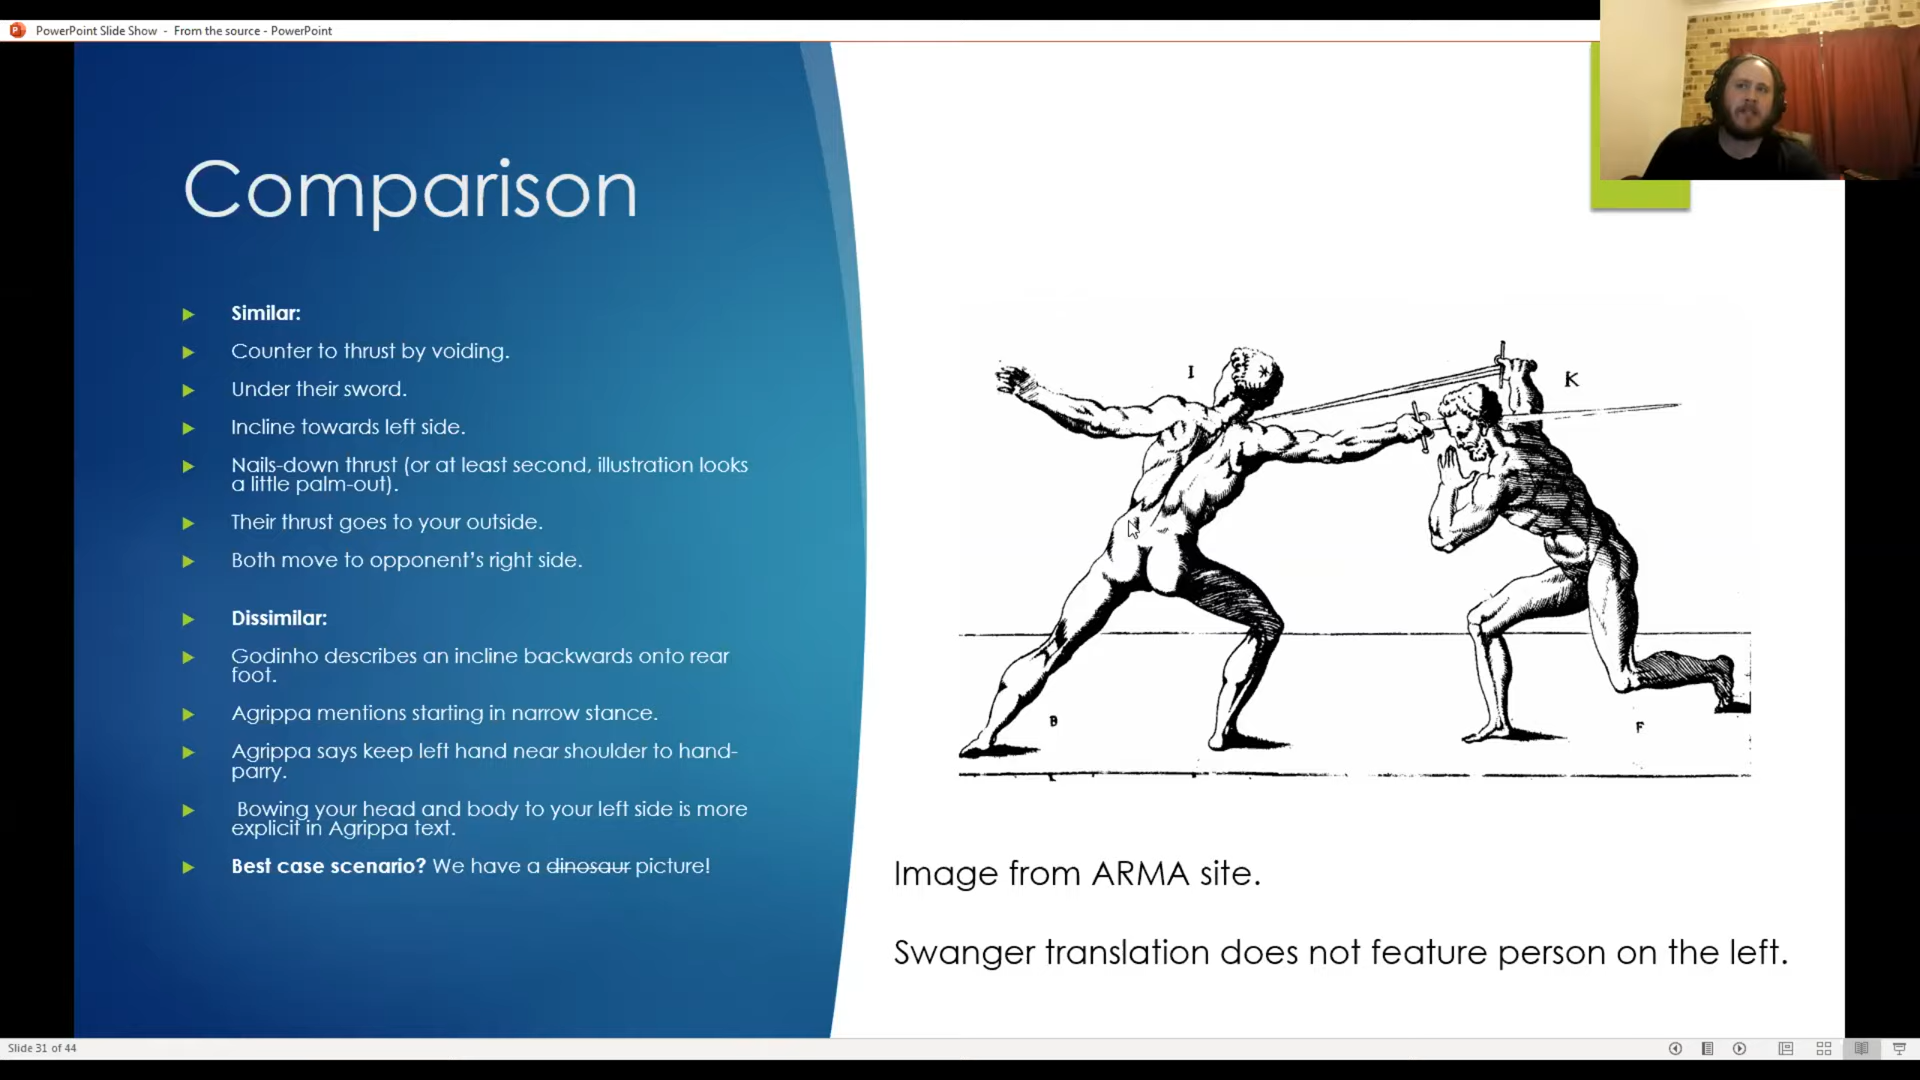 PowerPoint Slide Show - From the source - PowerPoint
Comparison
Similar:
Counter to thrust by voiding.
Under their sword.
Incline towards left side.
Nails-down thrust (or at least second, illustration looks
a little palm-out).
Their thrust goes to your outside.
Both move to opponent's right side.
Dissimilar:
Godinho describes an incline backwards onto rear
foot.
Agrippa mentions starting in narrow stance.
Agrippa says keep left hand near shoulder to hand-
parry.
Bowing your head and body to your left side is more
explicit in Agrippa text.
Best case scenario? We have a dinosaur picture!
I
K
B
F
Image from ARMA site.
Swanger translation does not feature person on the left.
Slide 31 of 44